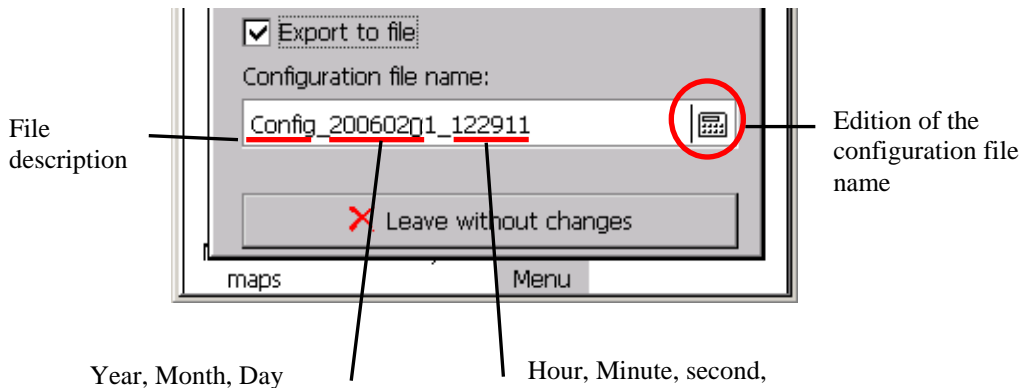 Export to file
Configuration file name:
Config_20060201_122911
File
description
Edition of the
configuration file
name
Leave without changes
maps
Menu
Year, Month, Day
Hour, Minute, second,